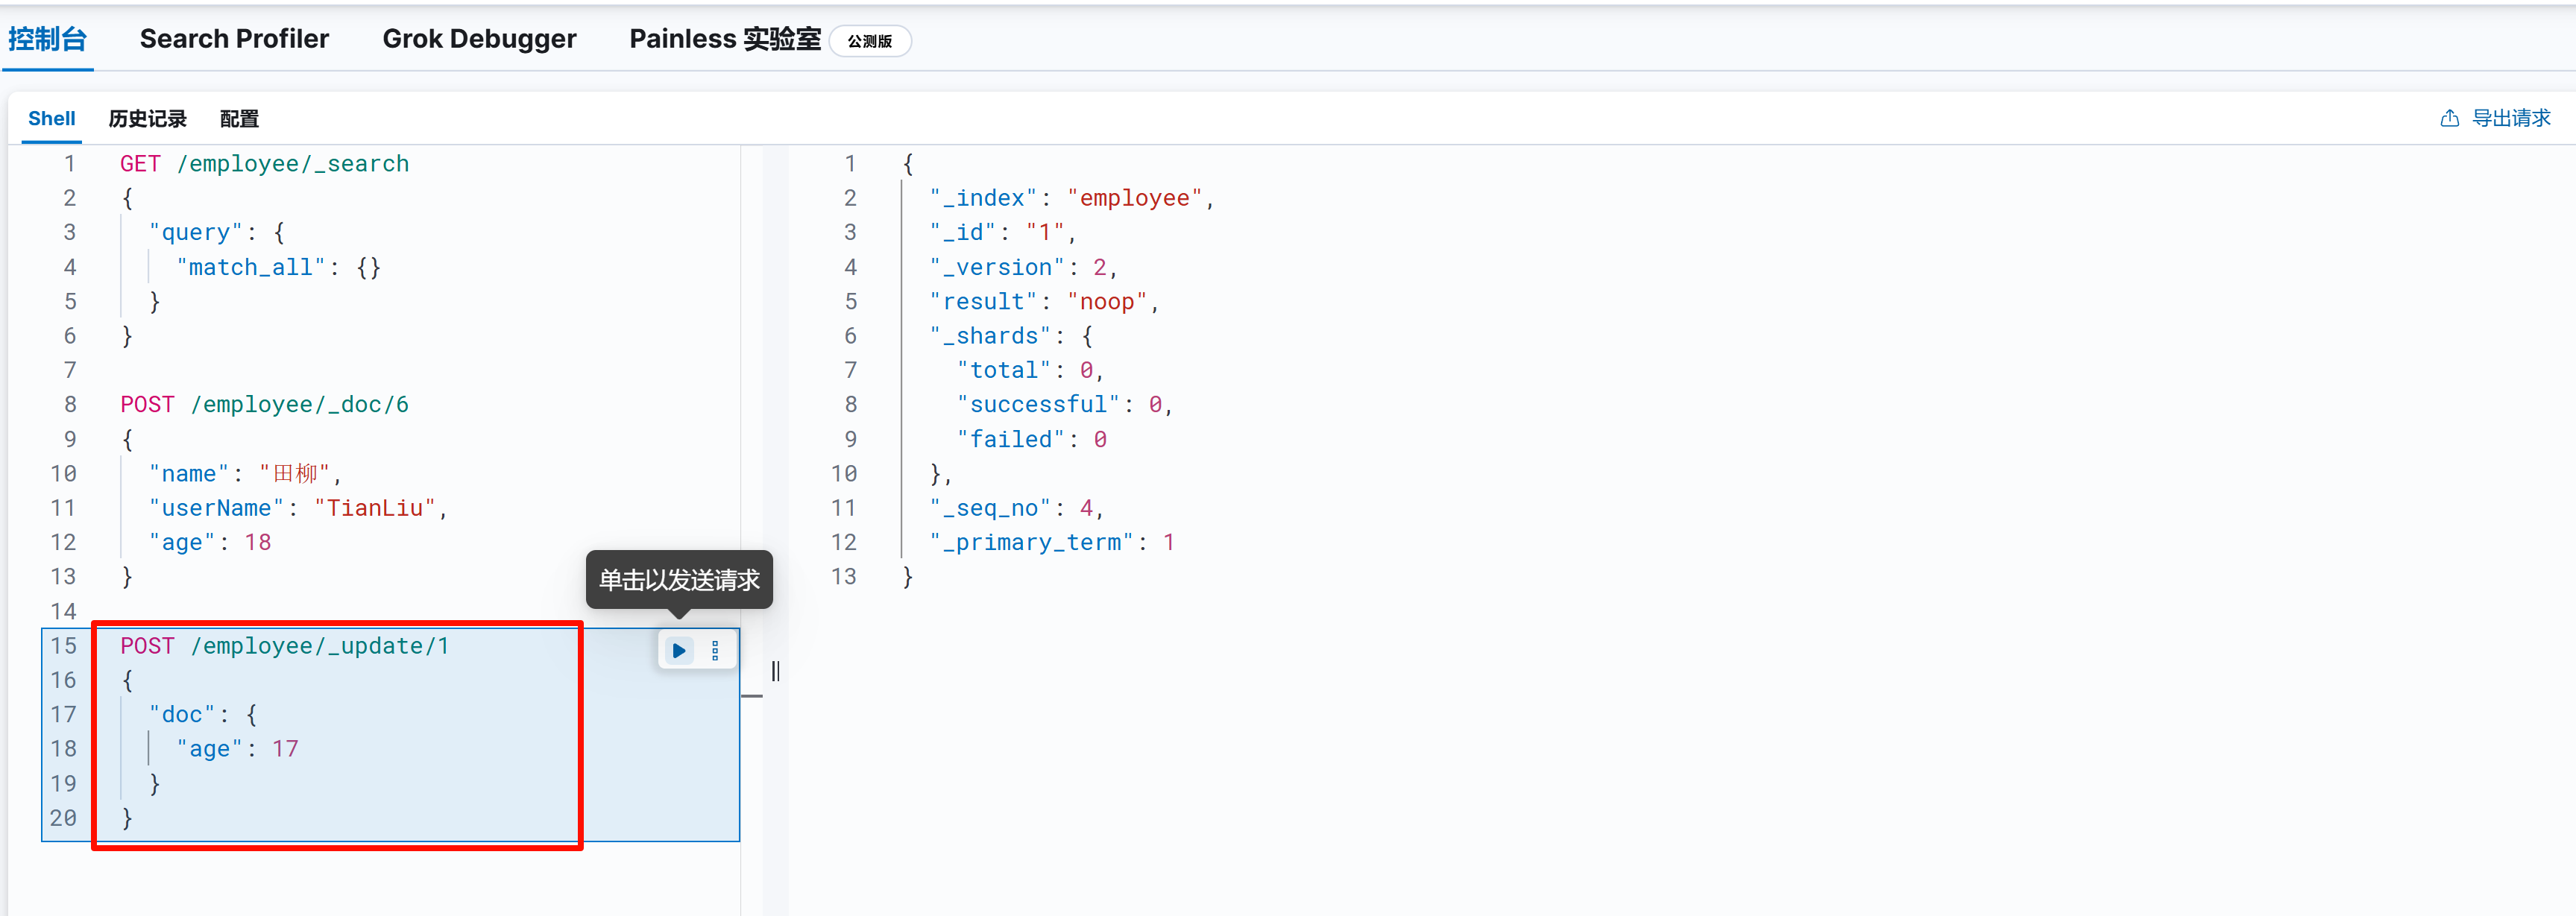 控制台 Search Profiler Grok Debugger Painless 实验室 公测版
Shell 历史记录 配置 导出请求
1 GET /employee/_search
2 {
3 "query": {
4 "match_all": {}
5 }
6 }
7
8 POST /employee/_doc/6
9 {
10 "name": "田柳",
11 "userName": "TianLiu",
12 "age": 18
13 }
14
15 POST /employee/_update/1
16 {
17 "doc": {
18 "age": 17
19 }
20 }
单击以发送请求
1 {
2 "_index": "employee",
3 "_id": "1",
4 "_version": 2,
5 "result": "noop",
6 "_shards": {
7 "total": 0,
8 "successful": 0,
9 "failed": 0
10 },
11 "_seq_no": 4,
12 "_primary_term": 1
13 }